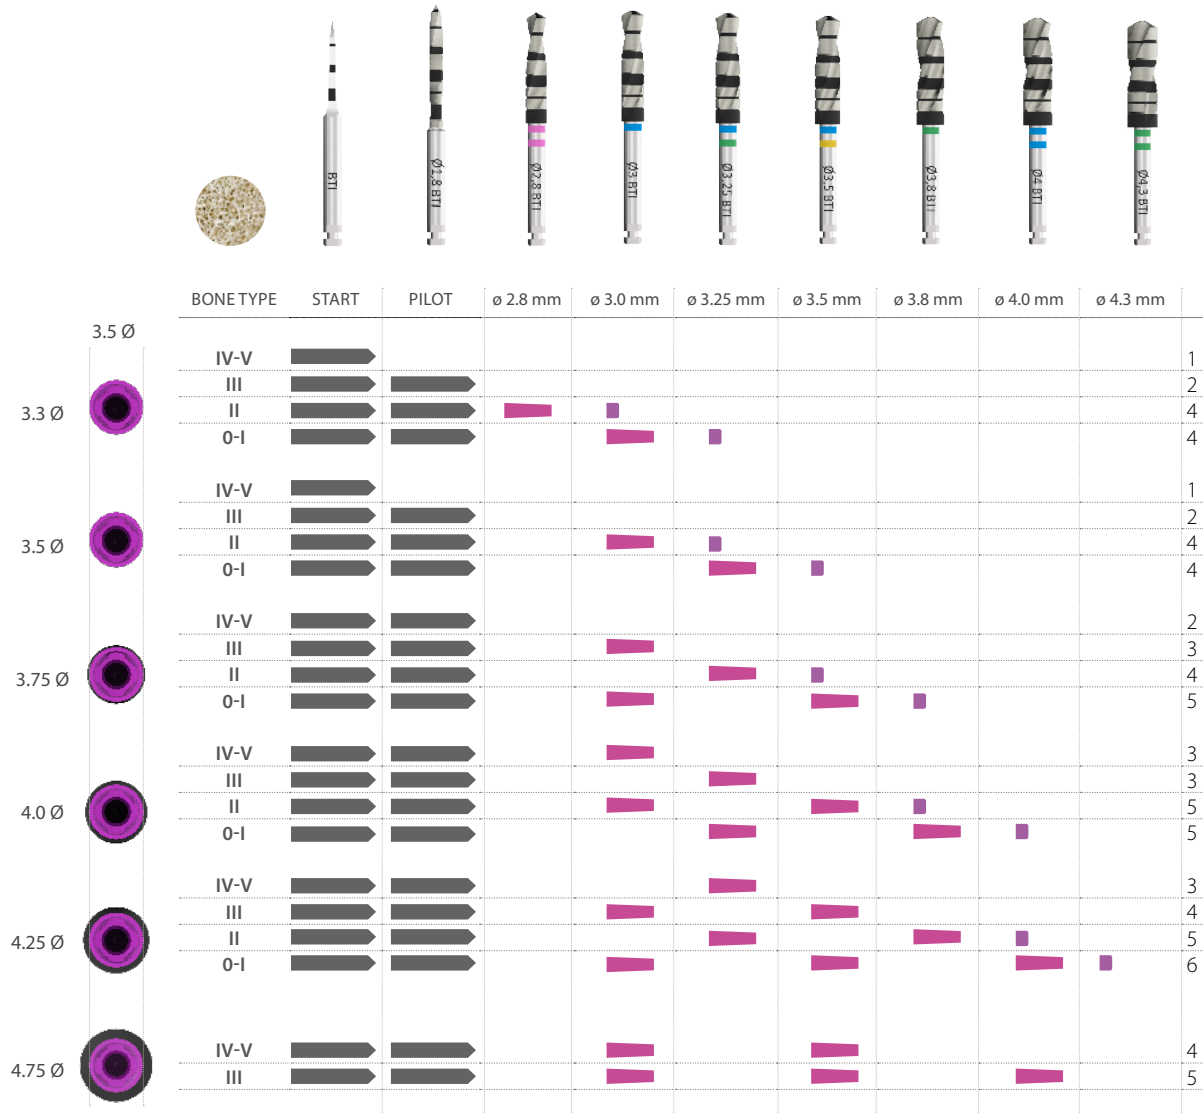 BTI
Ø1,8 BTI
Ø2,8 BTI
Ø3 BTI
Ø3,25 BTI
Ø3,5 BTI
Ø3,8 BTI
Ø4 BTI
Ø4,3 BTI
BONE TYPE START PILOT ø 2.8 mm ø 3.0 mm ø 3.25 mm ø 3.5 mm ø 3.8 mm ø 4.0 mm ø 4.3 mm
3.5 Ø
IV-V 1
III 2
3.3 Ø
II 4
0-I 4
IV-V 1
III 2
3.5 Ø
II 4
0-I 4
IV-V 2
III 3
3.75 Ø
II 4
0-I 5
IV-V 3
III 3
4.0 Ø
II 5
0-I 5
IV-V 3
III 4
4.25 Ø
II 5
0-I 6
IV-V 4
4.75 Ø
III 5